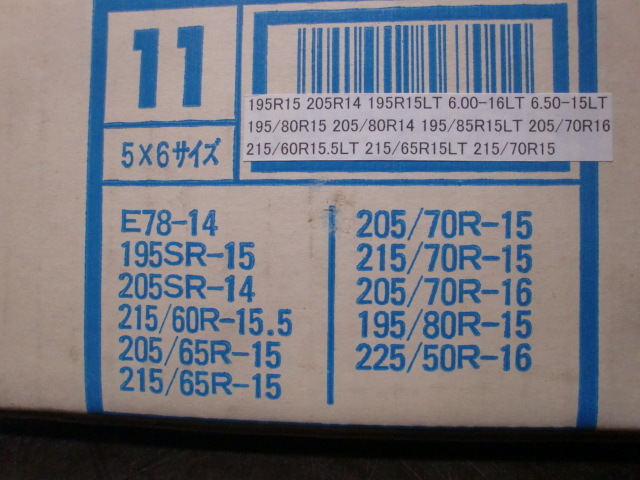 11
5×6サイズ
195R15 205R14 195R15LT 6.00-16LT 6.50-15LT
195/80R15 205/80R14 195/85R15LT 205/70R16
215/60R15.5LT 215/65R15LT 215/70R15
E78-14
195SR-15
205SR-14
215/60R-15.5
205/65R-15
215/65R-15
205/70R-15
215/70R-15
205/70R-16
195/80R-15
225/50R-16